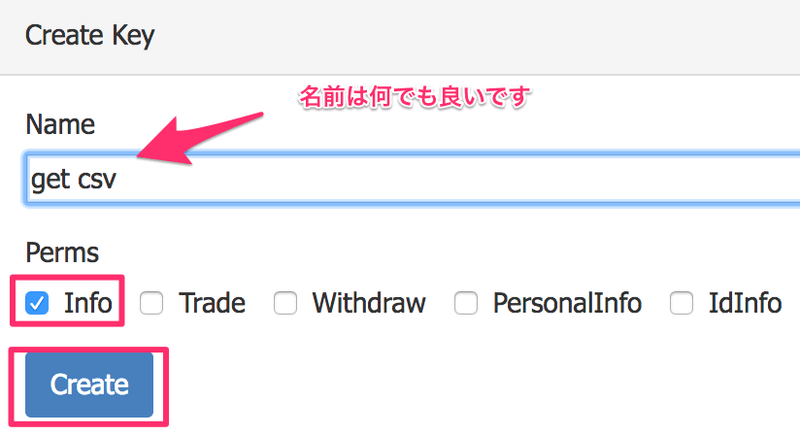 Create Key
名前は何でも良いです
Name
get csv
Perms
Info Trade Withdraw PersonalInfo IdInfo
Create